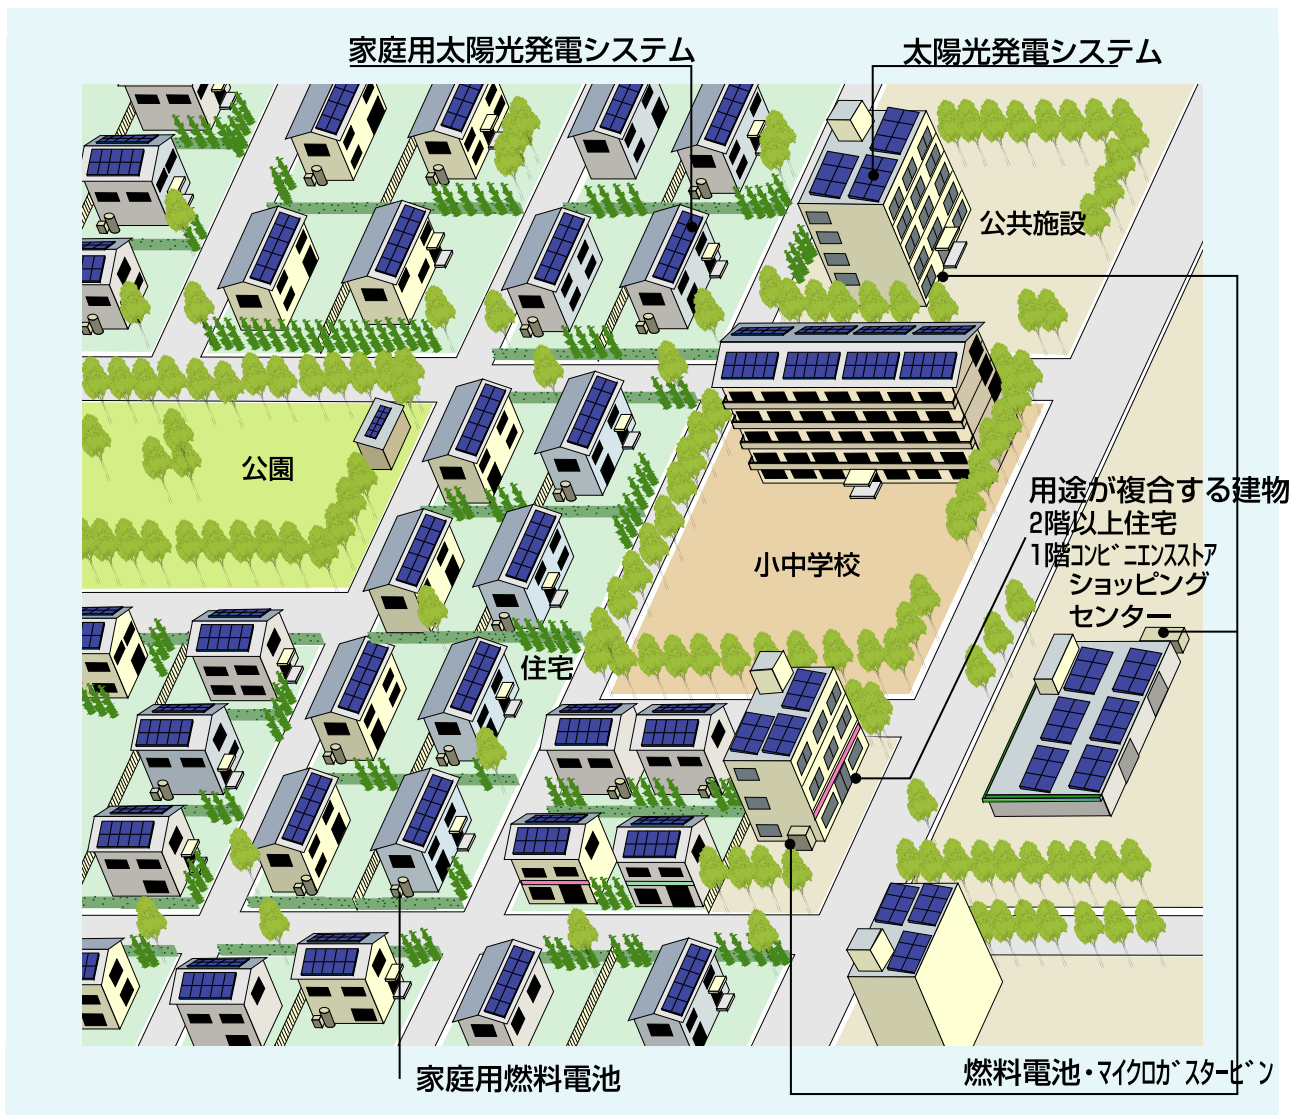 家庭用太陽光発電システム
太陽光発電システム
公共施設
公園
用途が複合する建物
2階以上住宅
1階コンビニエンスストア
ショッピング
センター
小中学校
住宅
家庭用燃料電池
燃料電池・マイクロガスタービン